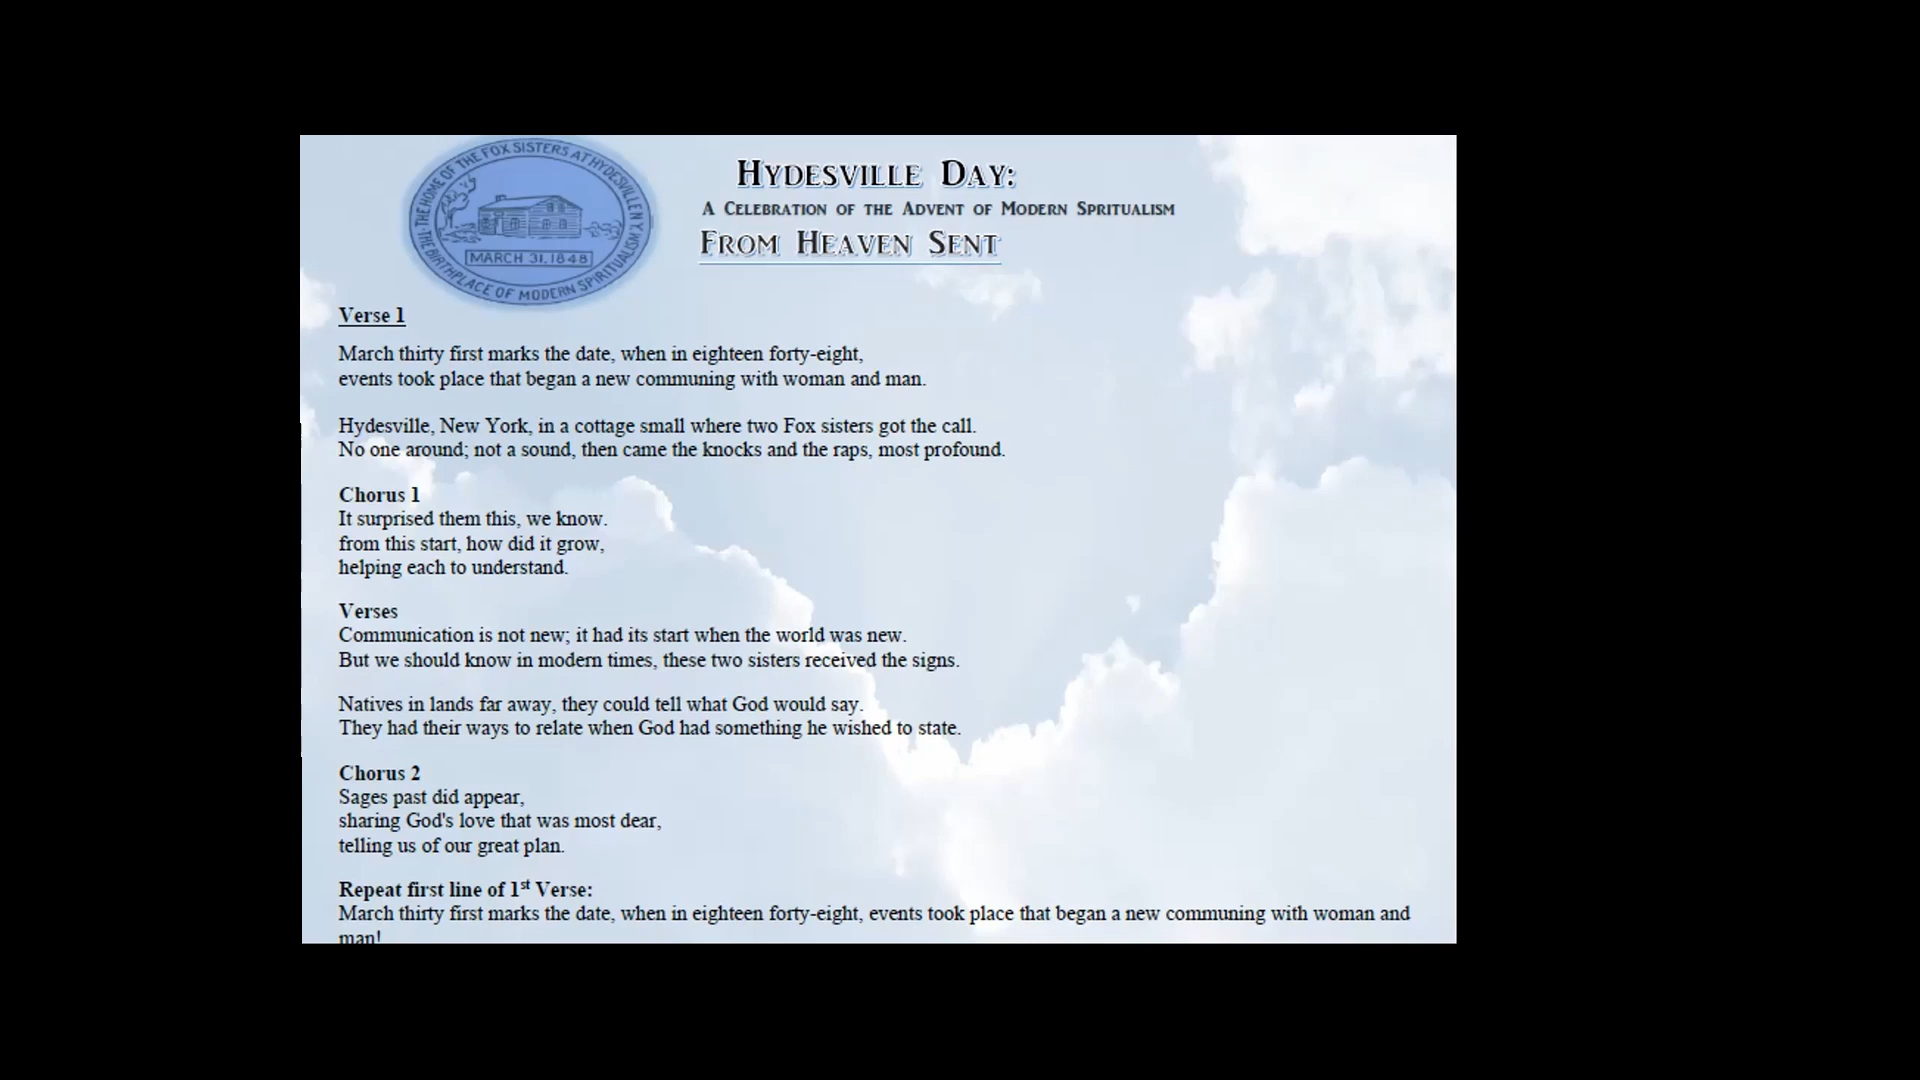 THE HOME OF THE FOX SISTERS AT HYDESVILLE N.Y.
THE BIRTHPLACE OF MODERN SPIRITUALISM
MARCH 31, 1848
Hydesville Day:
A Celebration of the Advent of Modern Spritualism
From Heaven Sent
Verse 1
March thirty first marks the date, when in eighteen forty-eight,
events took place that began a new communing with woman and man.
Hydesville, New York, in a cottage small where two Fox sisters got the call.
No one around; not a sound, then came the knocks and the raps, most profound.
Chorus 1
It surprised them this, we know.
from this start, how did it grow,
helping each to understand.
Verses
Communication is not new; it had its start when the world was new.
But we should know in modern times, these two sisters received the signs.
Natives in lands far away, they could tell what God would say.
They had their ways to relate when God had something he wished to state.
Chorus 2
Sages past did appear,
sharing God's love that was most dear,
telling us of our great plan.
Repeat first line of 1st Verse:
March thirty first marks the date, when in eighteen forty-eight, events took place that began a new communing with woman and
man!